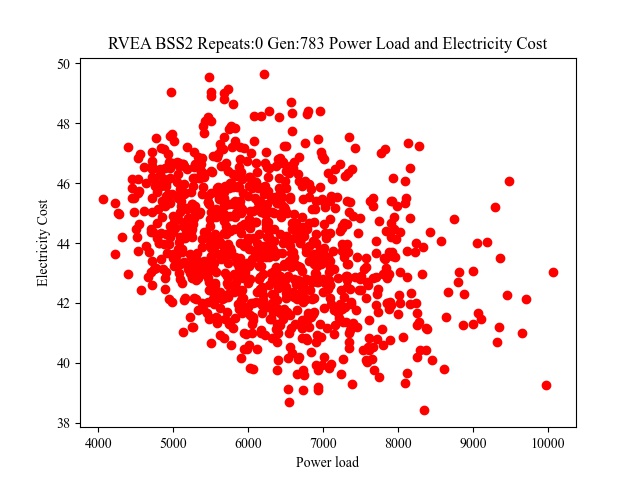 RVEA BSS2 Repeats:0 Gen:783 Power Load and Electricity Cost
50
48
46
44
42
40
38
Electricity Cost
4000 5000 6000 7000 8000 9000 10000
Power load